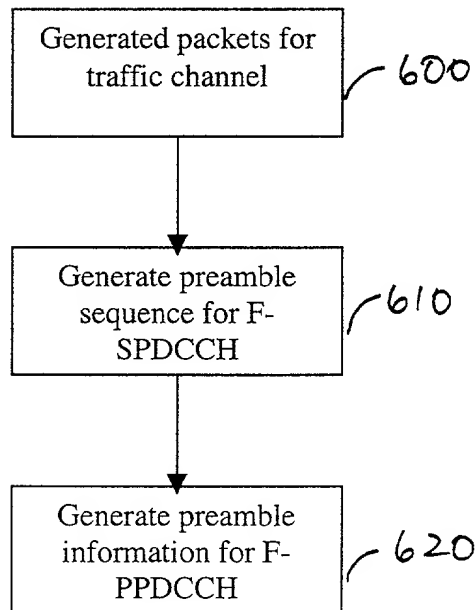 Generated packets for
traffic channel
600
Generate preamble
sequence for F-
SPDCCH
610
Generate preamble
information for F-
PPDCCH
620